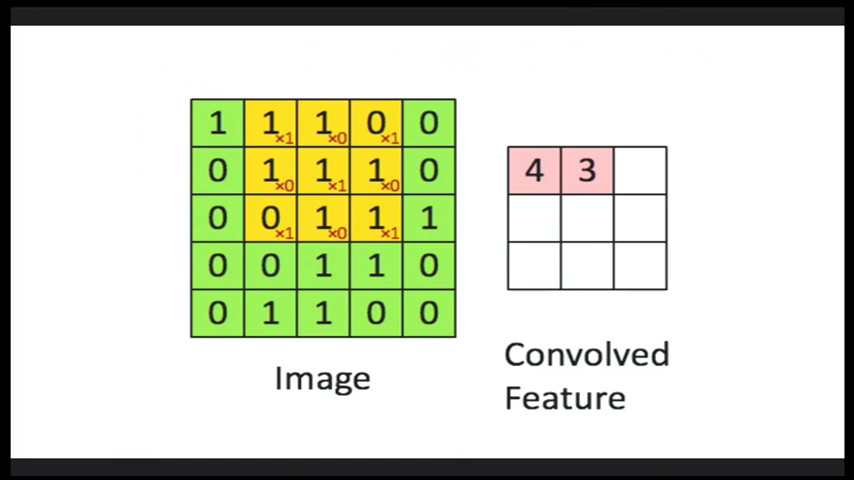 1 1×1 1×0 0×1 0
0 1×0 1×1 1×0 0
0 0×1 1×0 1×1 1
0 0 1 1 0
0 1 1 0 0
Image
4 3
Convolved
Feature